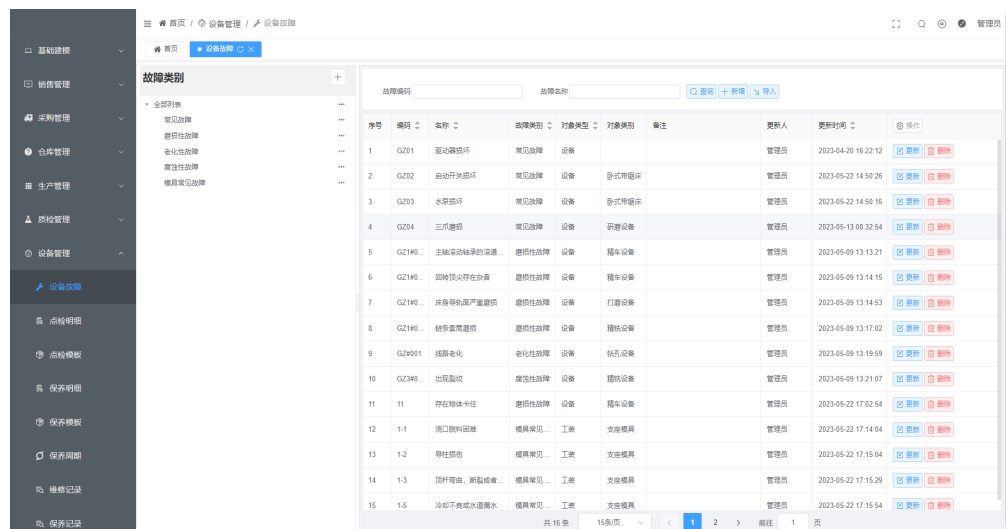 首页 / 设备管理 / 设备故障 管理员
首页 设备故障
基础建模
销售管理
采购管理
仓库管理
生产管理
质检管理
设备管理
设备故障
点检明细
点检模板
保养明细
保养模板
保养周期
维修记录
保养记录
故障类别 +
全部列表 ...
常见故障 ...
磨损性故障 ...
老化性故障 ...
腐蚀性故障 ...
模具常见故障 ...
故障编码 故障名称 查询 新增 导入
序号 编码 名称 故障类别 对象类型 对象类别 备注 更新人 更新时间 操作
1 GZ01 驱动器损坏 常见故障 设备 管理员 2023-04-20 16:22:12 更新 删除
2 GZ02 启动开关损坏 常见故障 设备 卧式带锯床 管理员 2023-05-22 14:50:26 更新 删除
3 GZ03 水泵损坏 常见故障 设备 卧式带锯床 管理员 2023-05-22 14:50:16 更新 删除
4 GZ04 三爪磨损 常见故障 设备 研磨设备 管理员 2023-05-13 08:32:54 更新 删除
5 GZ1#0... 主轴滚动轴承的滚道... 磨损性故障 设备 精车设备 管理员 2023-05-09 13:13:21 更新 删除
6 GZ1#0... 回转顶尖存在杂音 磨损性故障 设备 精车设备 管理员 2023-05-09 13:14:15 更新 删除
7 GZ1#0... 床身导轨面严重磨损 磨损性故障 设备 打磨设备 管理员 2023-05-09 13:14:53 更新 删除
8 GZ1#0... 链条套筒磨损 磨损性故障 设备 精铣设备 管理员 2023-05-09 13:17:02 更新 删除
9 GZ#001 线路老化 老化性故障 设备 钻孔设备 管理员 2023-05-09 13:19:59 更新 删除
10 GZ3#0... 出现裂纹 腐蚀性故障 设备 精铣设备 管理员 2023-05-09 13:21:07 更新 删除
11 11 存在物体卡住 磨损性故障 设备 精车设备 管理员 2023-05-22 17:02:54 更新 删除
12 1-1 浇口脱料困难 模具常见... 工装 支座模具 管理员 2023-05-22 17:14:04 更新 删除
13 1-2 导柱损伤 模具常见... 工装 支座模具 管理员 2023-05-22 17:15:04 更新 删除
14 1-3 顶杆弯曲、断裂或者... 模具常见... 工装 支座模具 管理员 2023-05-22 17:15:29 更新 删除
15 1-5 冷却不良或水道漏水 模具常见... 工装 支座模具 管理员 2023-05-22 17:15:54 更新 删除
共 16 条 15条/页 1 2 前往 1 页